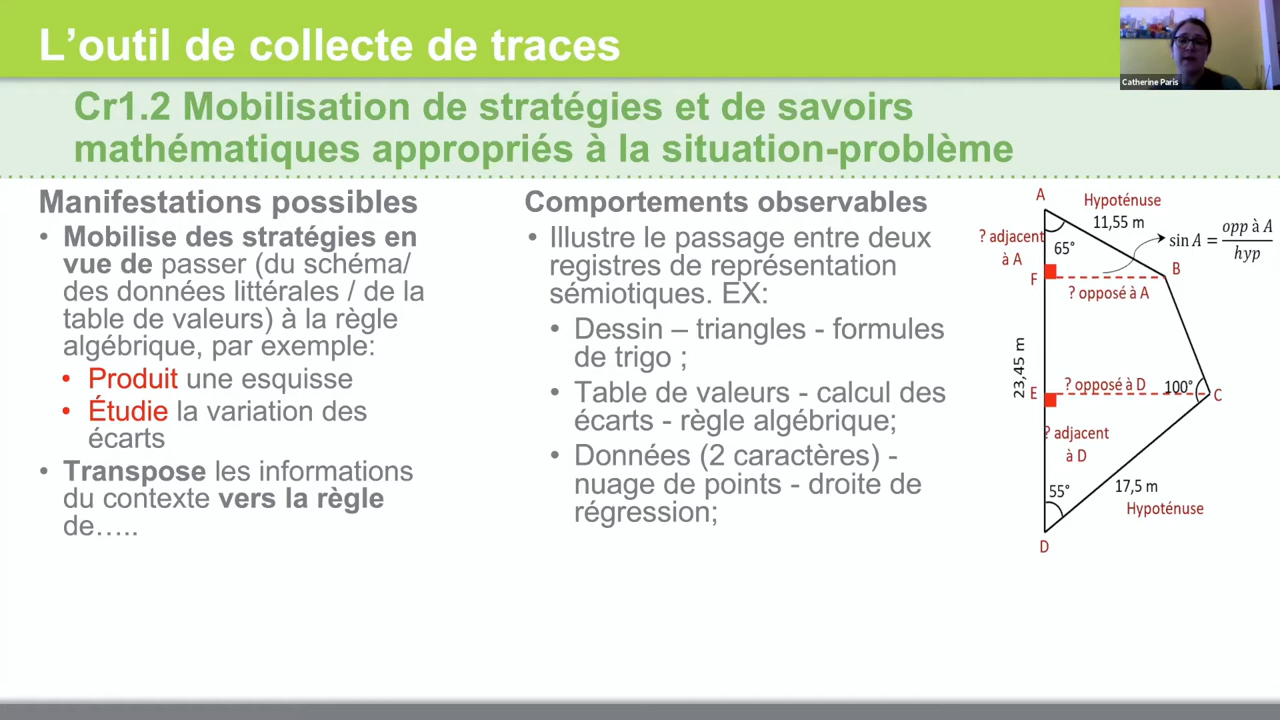 L’outil de collecte de traces
Catherine Paris
Cr1.2 Mobilisation de stratégies et de savoirs
mathématiques appropriés à la situation-problème
Manifestations possibles
• Mobilise des stratégies en
vue de passer (du schéma/
des données littérales / de la
table de valeurs) à la règle
algébrique, par exemple:
• Produit une esquisse
• Étudie la variation des
écarts
• Transpose les informations
du contexte vers la règle
de…..
Comportements observables
• Illustre le passage entre deux
registres de représentation
sémiotiques. EX:
• Dessin – triangles - formules
de trigo ;
• Table de valeurs - calcul des
écarts - règle algébrique;
• Données (2 caractères) -
nuage de points - droite de
régression;
A
Hypoténuse
11,55 m
? adjacent
à A
65°
sin A = opp à A
hyp
F
B
? opposé à A
23,45 m
E
? opposé à D
100°
C
? adjacent
à D
55°
17,5 m
Hypoténuse
D